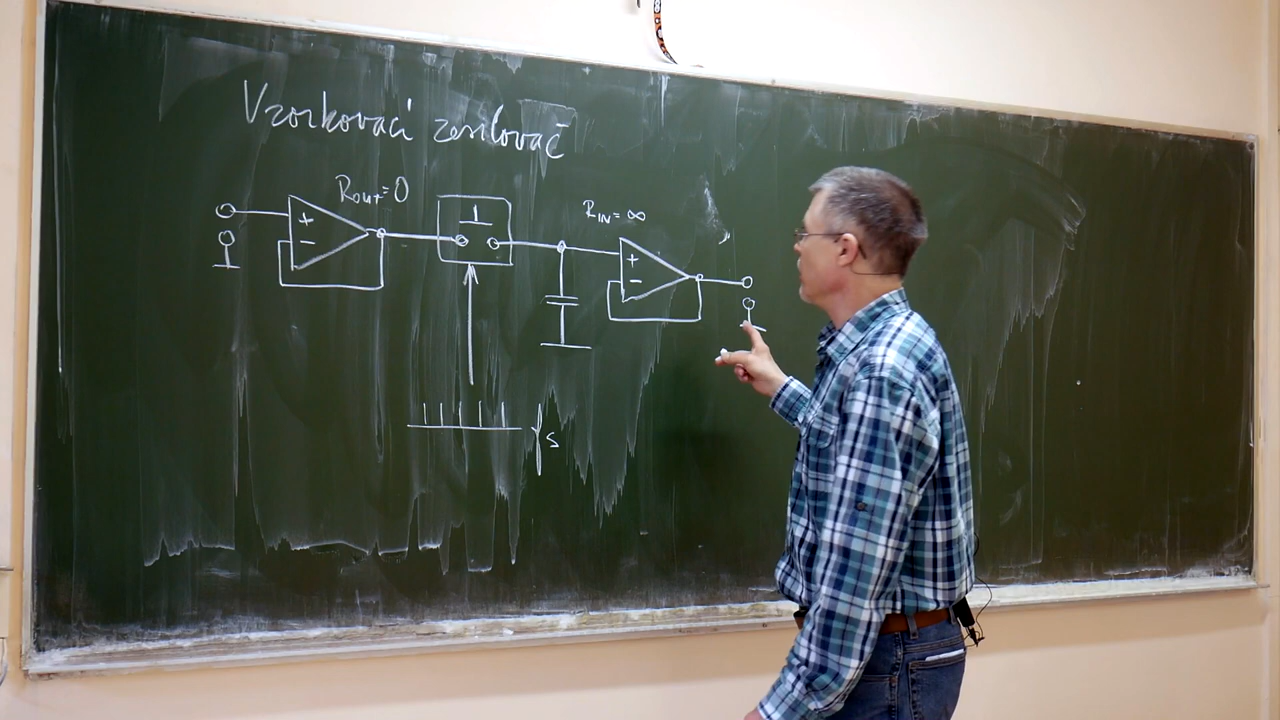 Vzorkovací zesilovač
Rout=0
RIN=∞
+
−
+
−
fs